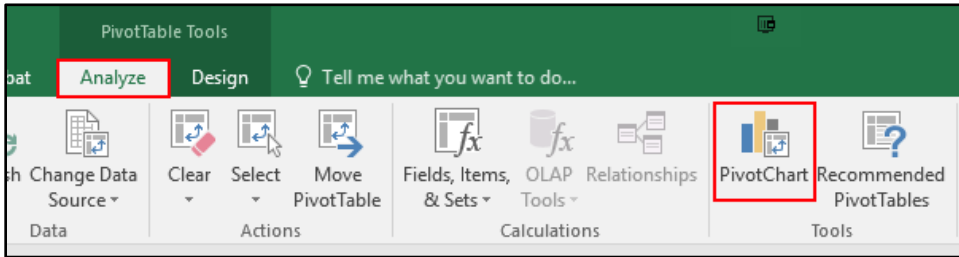 PivotTable Tools
bat Analyze Design Tell me what you want to do...
sh Change Data Source
Clear
Select
Move PivotTable
Fields, Items, & Sets
OLAP Tools
Relationships
PivotChart
Recommended PivotTables
Data
Actions
Calculations
Tools